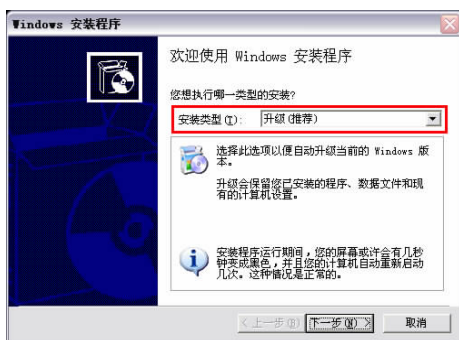 Windows 安装程序
欢迎使用 Windows 安装程序
您想执行哪一类型的安装?
安装类型(T): 升级(推荐)
选择此选项以便自动升级当前的 Windows 版
本。
升级会保留您已安装的程序、数据文件和现
有的计算机设置。
安装程序运行期间，您的屏幕或许会有几秒
钟变成黑色，并且您的计算机自动重新启动
几次。这种情况是正常的。
<上一步(B) 下一步(N) > 取消